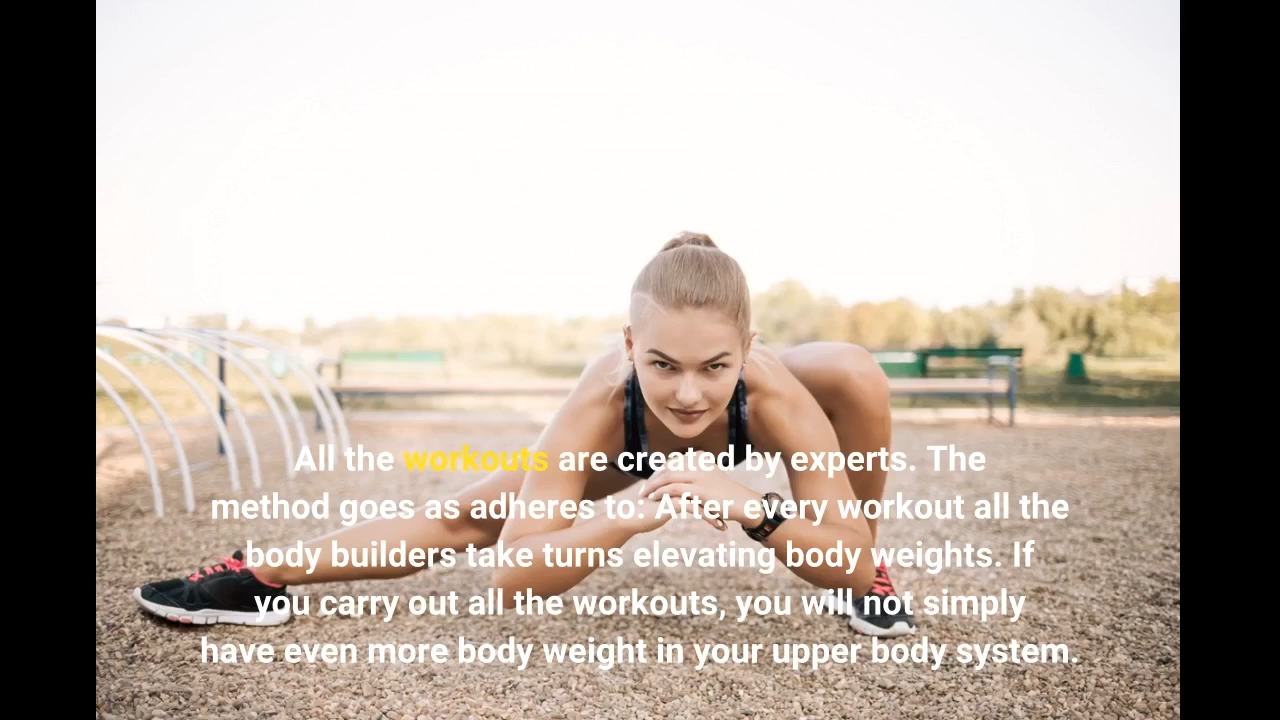 All the workouts are created by experts. The
method goes as adheres to: After every workout all the
body builders take turns elevating body weights. If
you carry out all the workouts, you will not simply
have even more body weight in your upper body system.